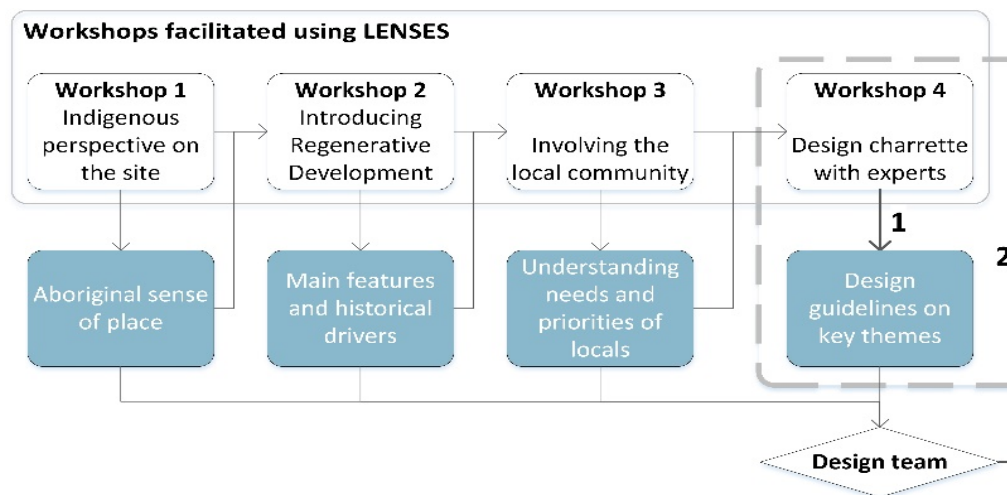 Workshops facilitated using LENSES
Workshop 1
Indigenous
perspective on
the site
Workshop 2
Introducing
Regenerative
Development
Workshop 3
Involving the
local community
Workshop 4
Design charrette
with experts
1
2
Aboriginal sense
of place
Main features
and historical
drivers
Understanding
needs and
priorities of
locals
Design
guidelines on
key themes
Design team